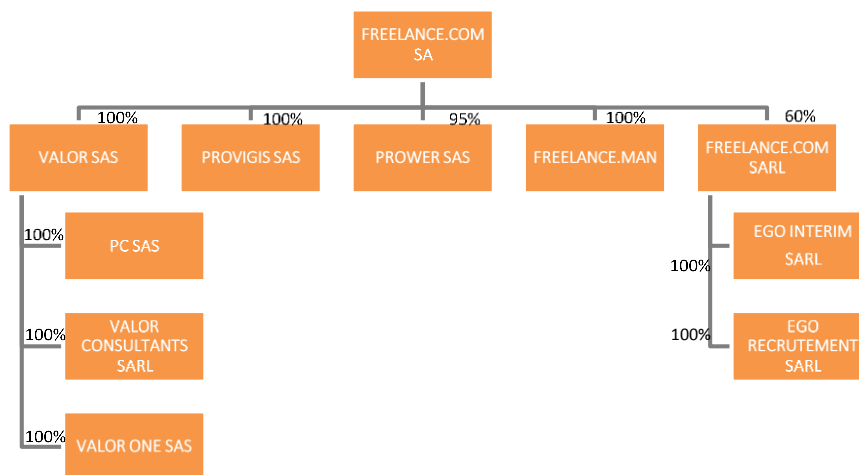 FREELANCE.COM
SA
100%
100%
95%
100%
60%
VALOR SAS
PROVIGIS SAS
PROWER SAS
FREELANCE.MAN
FREELANCE.COM
SARL
100%
PC SAS
100%
EGO INTERIM
SARL
100%
VALOR
CONSULTANTS
SARL
100%
EGO
RECRUTEMENT
SARL
100%
VALOR ONE SAS